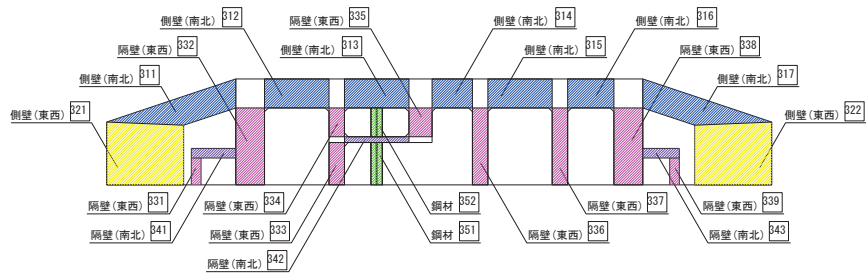 側壁(南北) 312
隔壁(東西) 335
側壁(南北) 314
側壁(南北) 316
隔壁(東西) 332
側壁(南北) 313
側壁(南北) 315
隔壁(東西) 338
側壁(南北) 311
側壁(南北) 317
側壁(東西) 321
側壁(東西) 322
隔壁(東西) 331
隔壁(東西) 334
鋼材 352
隔壁(東西) 337
隔壁(東西) 339
隔壁(南北) 341
隔壁(東西) 333
鋼材 351
隔壁(東西) 336
隔壁(南北) 343
隔壁(南北) 342